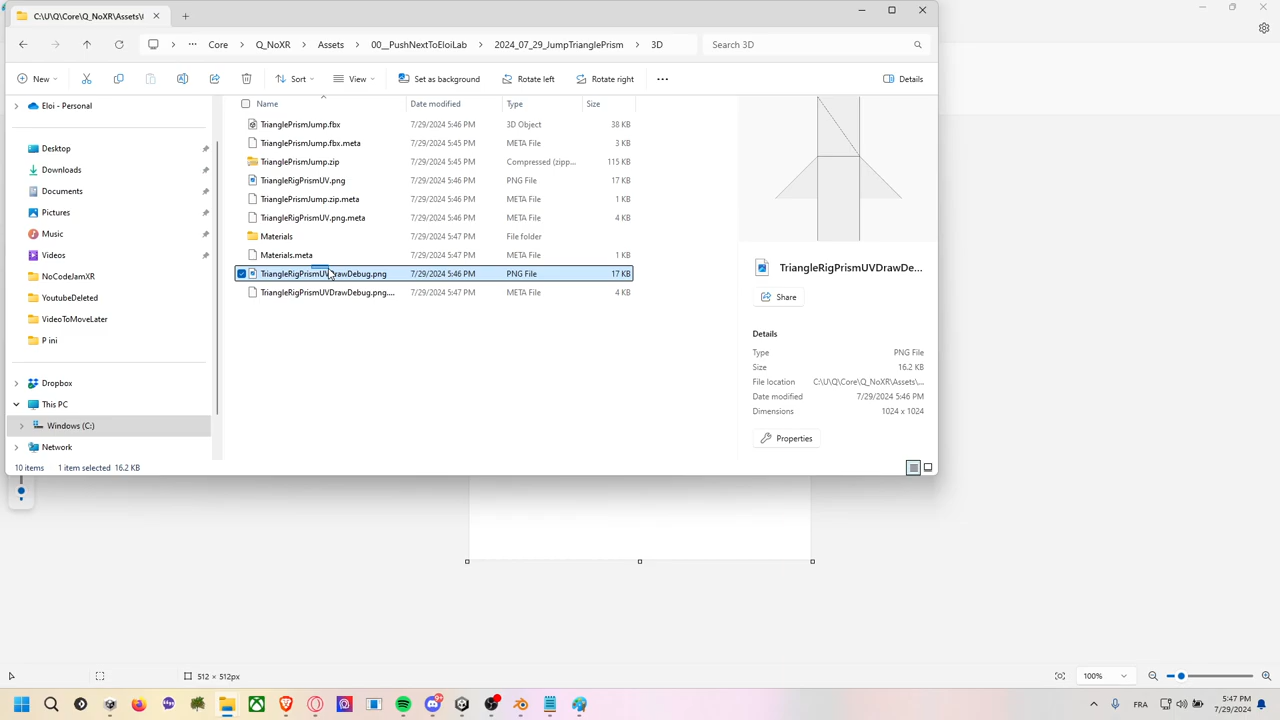 C:\U\Q\Core\Q_NoXR\Assets\
Core > Q_NoXR > Assets > 00__PushNextToEloiLab > 2024_07_29_JumpTrianglePrism > 3D
Search 3D
New Sort View Set as background Rotate left Rotate right ... Details
Name Date modified Type Size
Eloi - Personal
Desktop
Downloads
Documents
Pictures
Music
Videos
NoCodeJamXR
YoutubeDeleted
VideoToMoveLater
P ini
Dropbox
This PC
Windows (C:)
Network
TrianglePrismJump.fbx 7/29/2024 5:46 PM 3D Object 38 KB
TrianglePrismJump.fbx.meta 7/29/2024 5:45 PM META File 3 KB
TrianglePrismJump.zip 7/29/2024 5:46 PM Compressed (zipp... 115 KB
TriangleRigPrismUV.png 7/29/2024 5:46 PM PNG File 17 KB
TrianglePrismJump.zip.meta 7/29/2024 5:46 PM META File 1 KB
TriangleRigPrismUV.png.meta 7/29/2024 5:46 PM META File 4 KB
Materials 7/29/2024 5:47 PM File folder
Materials.meta 7/29/2024 5:47 PM META File 1 KB
TriangleRigPrismUVDrawDebug.png 7/29/2024 5:46 PM PNG File 17 KB
TriangleRigPrismUVDrawDebug.png.... 7/29/2024 5:47 PM META File 4 KB
TriangleRigPrismUVDrawDe...
Share
Details
Type PNG File
Size 16.2 KB
File location C:\U\Q\Core\Q_NoXR\Assets\...
Date modified 7/29/2024 5:46 PM
Dimensions 1024 x 1024
Properties
10 items 1 item selected 16.2 KB
512 × 512px
100%
FRA
5:47 PM
7/29/2024